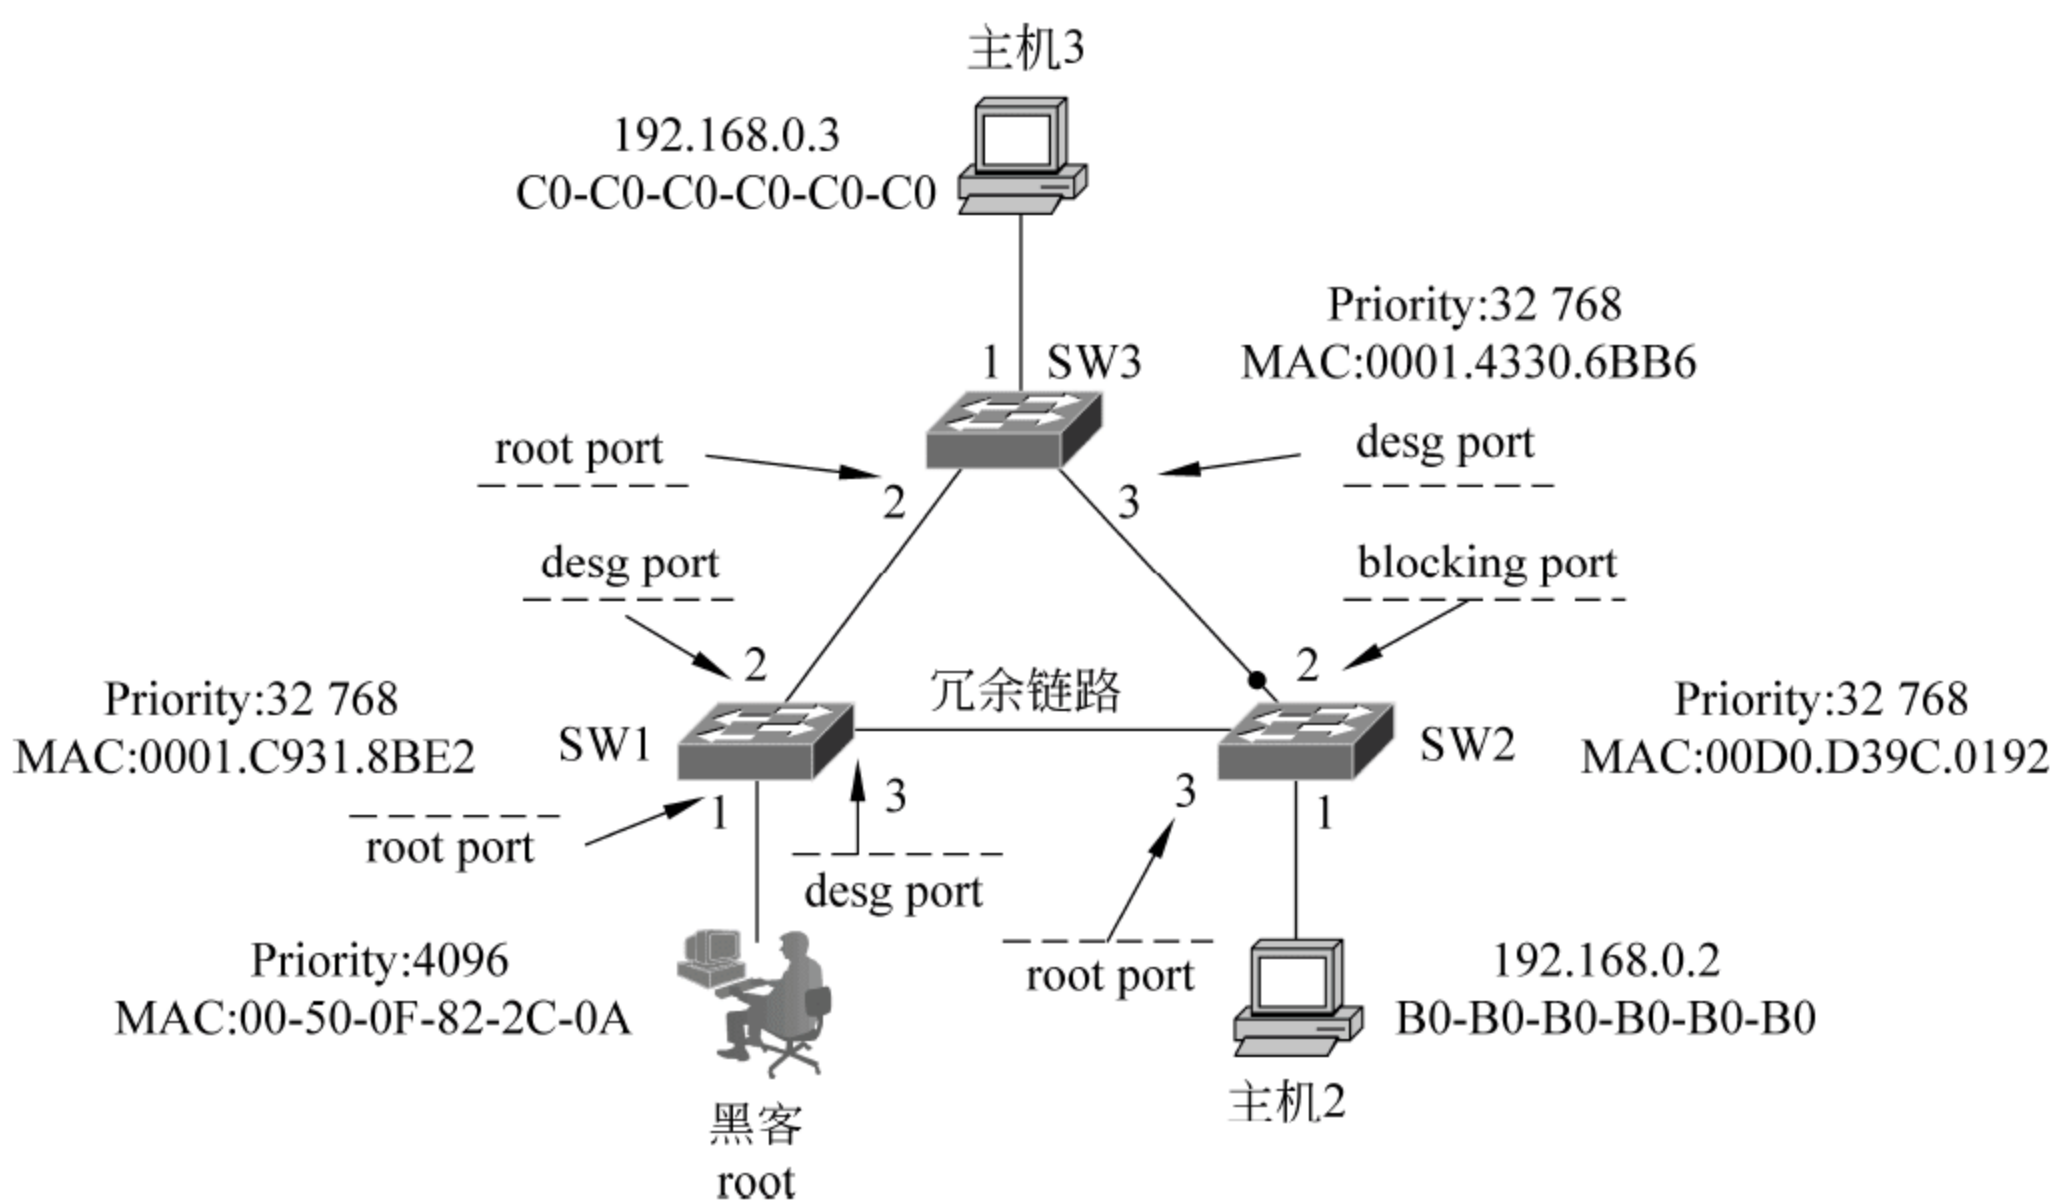 主机3
192.168.0.3
C0-C0-C0-C0-C0-C0
Priority:32 768
MAC:0001.4330.6BB6
1
SW3
root port
desg port
2
3
desg port
blocking port
2
2
冗余链路
Priority:32 768
MAC:0001.C931.8BE2
SW1
SW2
Priority:32 768
MAC:00D0.D39C.0192
1
3
3
1
root port
desg port
root port
Priority:4096
MAC:00-50-0F-82-2C-0A
192.168.0.2
B0-B0-B0-B0-B0-B0
主机2
黑客
root